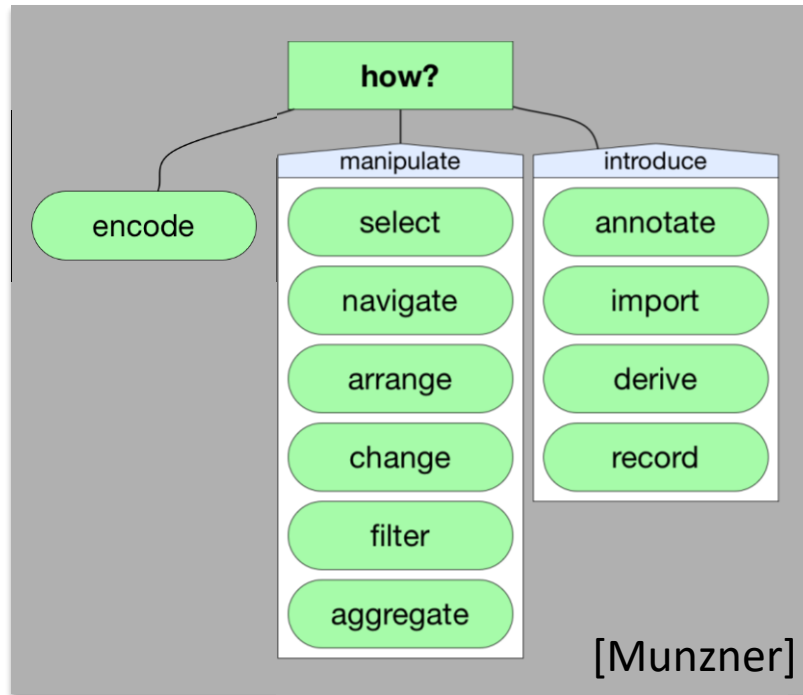 how?
encode
manipulate
select
navigate
arrange
change
filter
aggregate
introduce
annotate
import
derive
record
[Munzner]